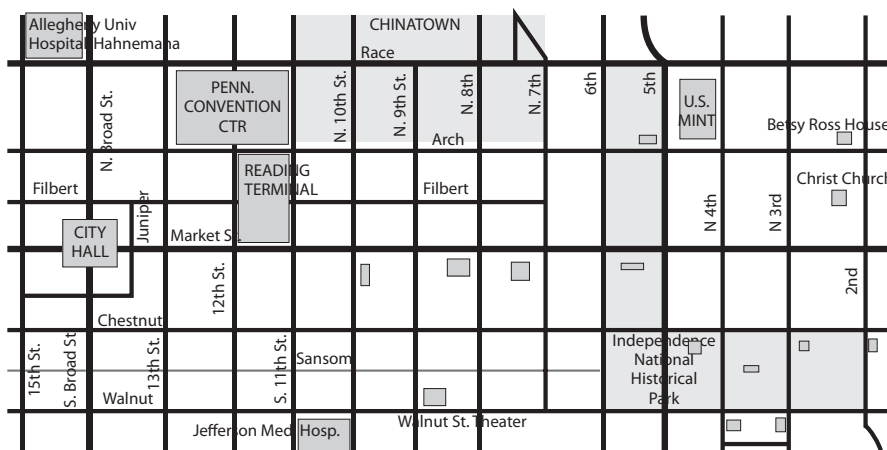 Allegheny Univ
Hospital Hahnemana
CHINATOWN
Race
PENN.
CONVENTION
CTR
N. Broad St.
N. 10th St.
N. 9th St.
N. 8th
N. 7th
6th
5th
U.S.
MINT
Arch
Betsy Ross House
READING
TERMINAL
Filbert
Filbert
Christ Church
Juniper
CITY
HALL
Market St.
N 4th
N 3rd
2nd
12th St.
Chestnut
15th St.
S. Broad St
13th St.
S. 11th St.
Sansom
Independence
National
Historical
Park
Walnut
Walnut St. Theater
Jefferson Med. Hosp.